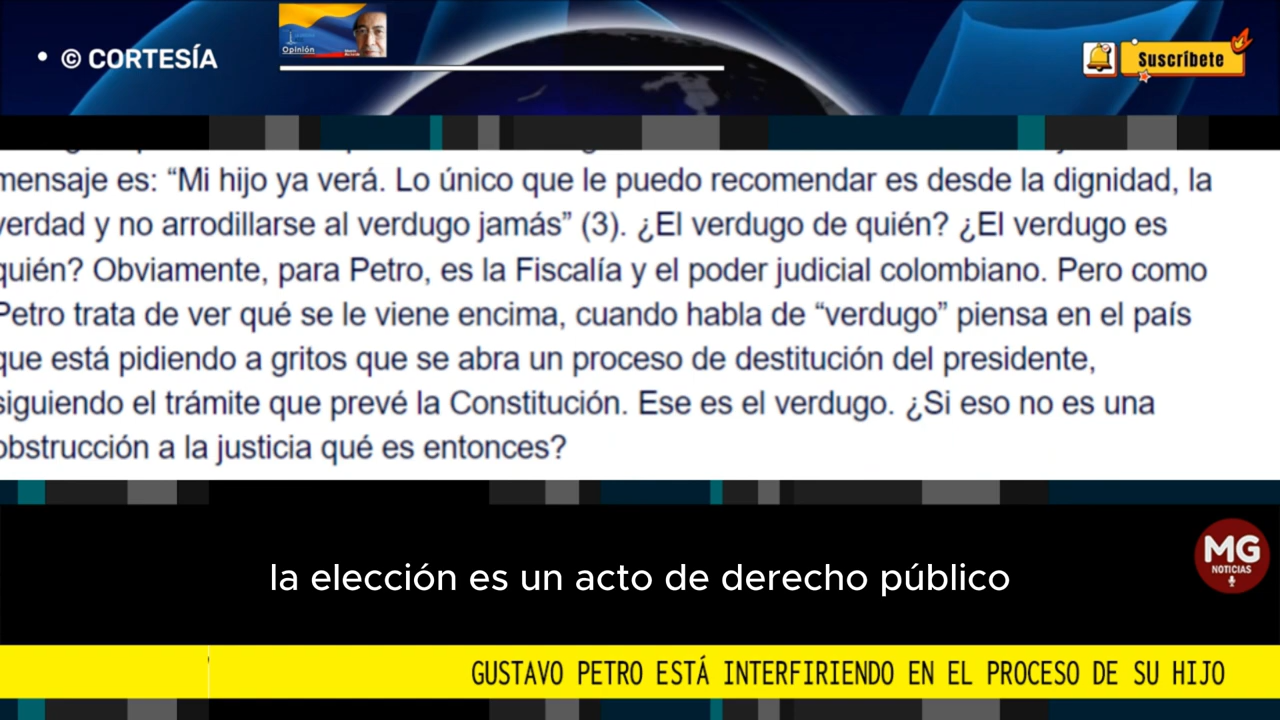 • © CORTESÍA
Opinión
Suscríbete
mensaje es: “Mi hijo ya verá. Lo único que le puedo recomendar es desde la dignidad, la
verdad y no arrodillarse al verdugo jamás” (3). ¿El verdugo de quién? ¿El verdugo es
quién? Obviamente, para Petro, es la Fiscalía y el poder judicial colombiano. Pero como
Petro trata de ver qué se le viene encima, cuando habla de “verdugo” piensa en el país
que está pidiendo a gritos que se abra un proceso de destitución del presidente,
siguiendo el trámite que prevé la Constitución. Ese es el verdugo. ¿Si eso no es una
obstrucción a la justicia qué es entonces?
la elección es un acto de derecho público
MG
NOTICIAS
GUSTAVO PETRO ESTÁ INTERFIRIENDO EN EL PROCESO DE SU HIJO